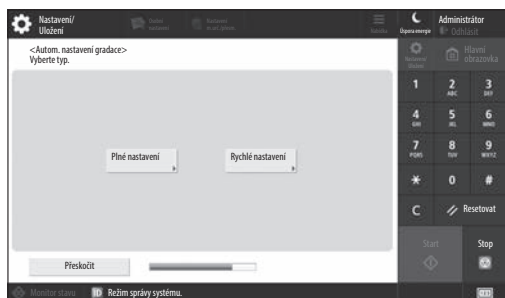 Nastavení/
Uložení
Úspora energie
Administrátor
Odhlásit
<Autom. nastavení gradace>
Vyberte typ.
Hlavní
obrazovka
Plné nastavení
Rychlé nastavení
1
2
ABC
3
DEF
4
GHI
5
JKL
6
MNO
7
PQRS
8
TUV
9
WXYZ
*
0
#
C
Resetovat
Start
Stop
Přeskočit
Monitor stavu
ID
Režim správy systému.